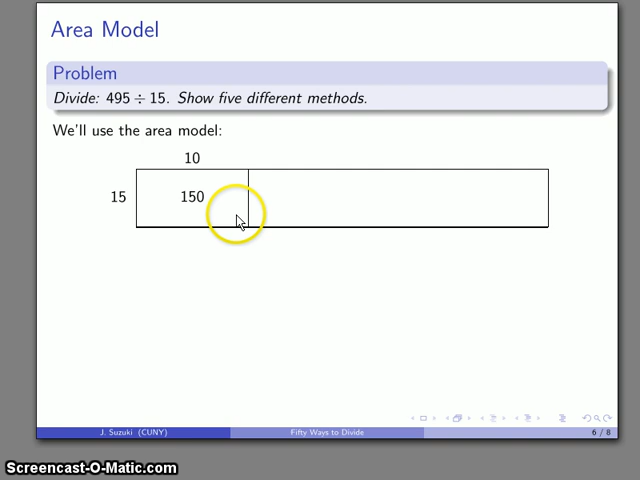 Area Model
Problem
Divide: 495 ÷ 15. Show five different methods.
We'll use the area model:
10
15 150
J. Suzuki (CUNY) Fifty Ways to Divide 6 / 8
Screencast-O-Matic.com